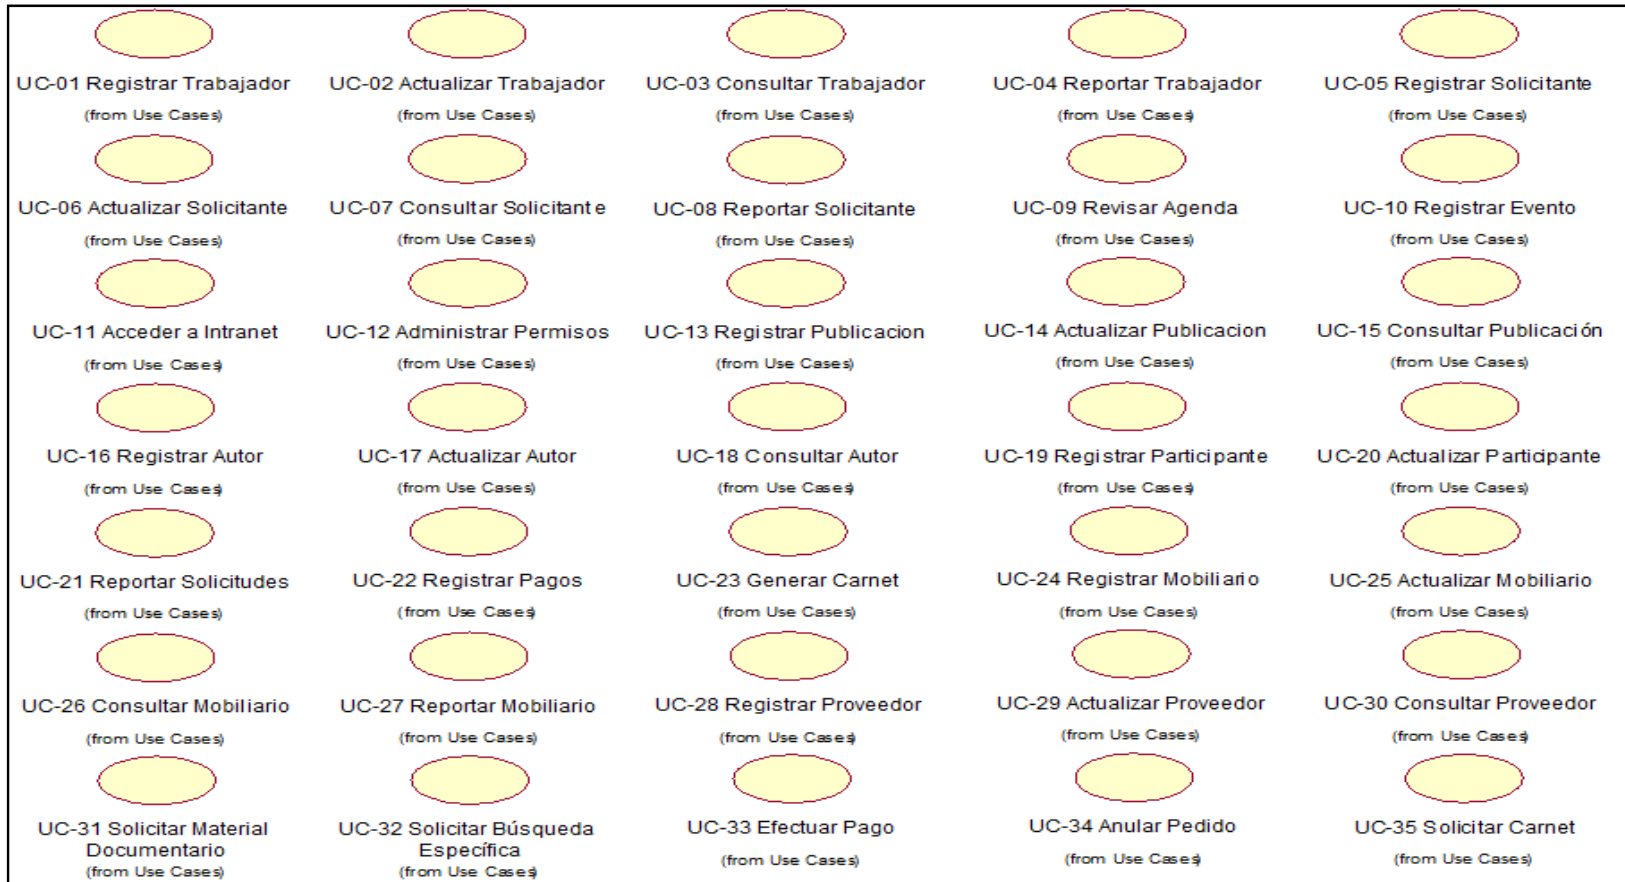 UC-01 Registrar Trabajador
(from Use Cases)
UC-02 Actualizar Trabajador
(from Use Cases)
UC-03 Consultar Trabajador
(from Use Cases)
UC-04 Reportar Trabajador
(from Use Cases)
UC-05 Registrar Solicitante
(from Use Cases)
UC-06 Actualizar Solicitante
(from Use Cases)
UC-07 Consultar Solicitante
(from Use Cases)
UC-08 Reportar Solicitante
(from Use Cases)
UC-09 Revisar Agenda
(from Use Cases)
UC-10 Registrar Evento
(from Use Cases)
UC-11 Acceder a Intranet
(from Use Cases)
UC-12 Administrar Permisos
(from Use Cases)
UC-13 Registrar Publicacion
(from Use Cases)
UC-14 Actualizar Publicacion
(from Use Cases)
UC-15 Consultar Publicación
(from Use Cases)
UC-16 Registrar Autor
(from Use Cases)
UC-17 Actualizar Autor
(from Use Cases)
UC-18 Consultar Autor
(from Use Cases)
UC-19 Registrar Participante
(from Use Cases)
UC-20 Actualizar Participante
(from Use Cases)
UC-21 Reportar Solicitudes
(from Use Cases)
UC-22 Registrar Pagos
(from Use Cases)
UC-23 Generar Carnet
(from Use Cases)
UC-24 Registrar Mobiliario
(from Use Cases)
UC-25 Actualizar Mobiliario
(from Use Cases)
UC-26 Consultar Mobiliario
(from Use Cases)
UC-27 Reportar Mobiliario
(from Use Cases)
UC-28 Registrar Proveedor
(from Use Cases)
UC-29 Actualizar Proveedor
(from Use Cases)
UC-30 Consultar Proveedor
(from Use Cases)
UC-31 Solicitar Material
Documentario
(from Use Cases)
UC-32 Solicitar Búsqueda
Específica
(from Use Cases)
UC-33 Efectuar Pago
(from Use Cases)
UC-34 Anular Pedido
(from Use Cases)
UC-35 Solicitar Carnet
(from Use Cases)